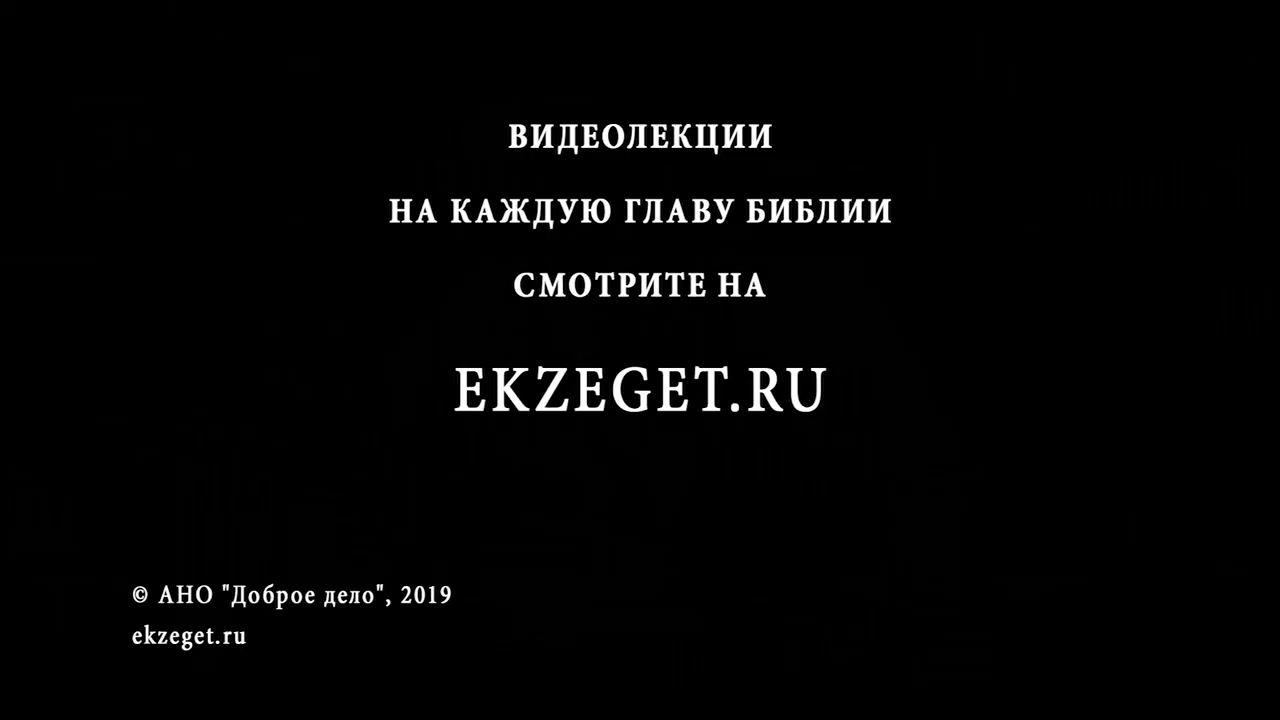 ВИДЕОЛЕКЦИИ
НА КАЖДУЮ ГЛАВУ БИБЛИИ
СМОТРИТЕ НА
EKZEGET.RU
© АНО "Доброе дело", 2019
ekzeget.ru